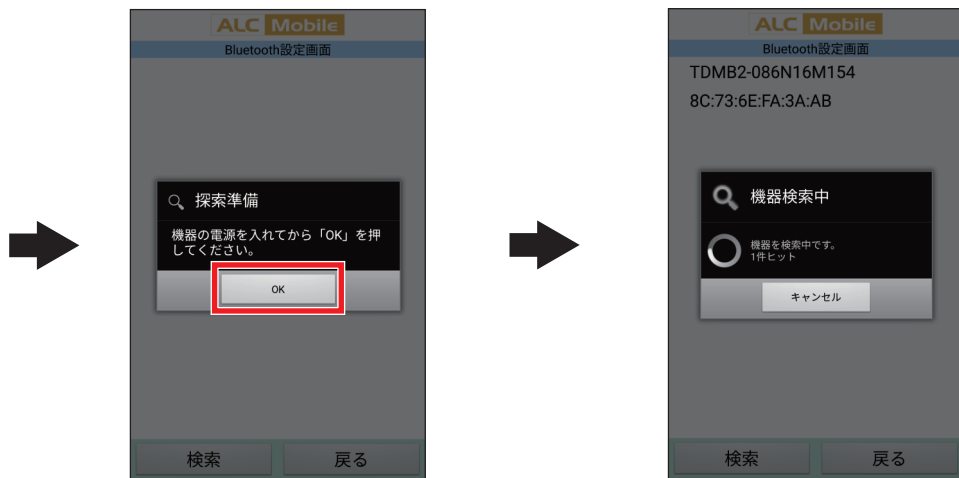 ALC Mobile
Bluetooth設定画面
探索準備
機器の電源を入れてから「OK」を押
してください。
OK
検索
戻る
ALC Mobile
Bluetooth設定画面
TDMB2-086N16M154
8C:73:6E:FA:3A:AB
機器検索中
機器を検索中です。
1件ヒット
キャンセル
検索
戻る